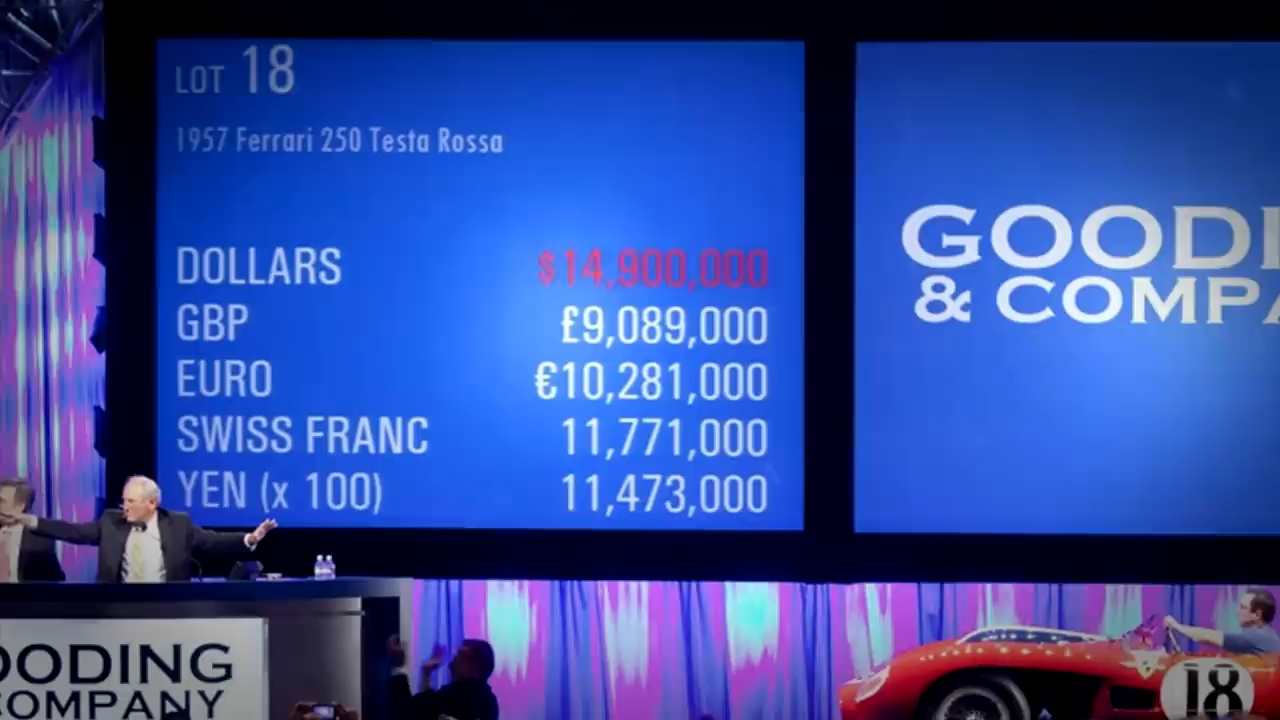 LOT 18
1957 Ferrari 250 Testa Rossa
DOLLARS $14,900,000
GBP £9,089,000
EURO €10,281,000
SWISS FRANC 11,771,000
YEN (x 100) 11,473,000
GOODI
& COMPA
OODING
COMPANY
18